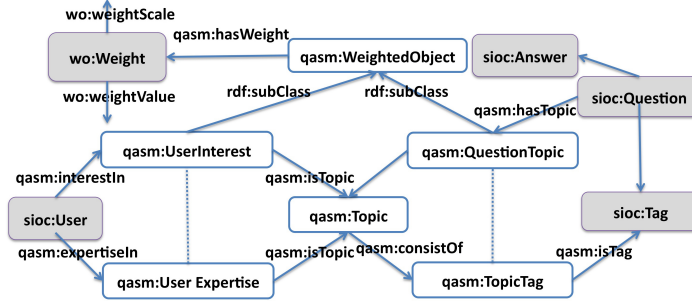 wo:weightScale
qasm:hasWeight
wo:Weight
qasm:WeightedObject
sioc:Answer
wo:weightValue
rdf:subClass
rdf:subClass
sioc:Question
qasm:hasTopic
qasm:UserInterest
qasm:QuestionTopic
qasm:interestIn
qasm:isTopic
sioc:User
qasm:Topic
sioc:Tag
qasm:expertiseIn
qasm:isTopic
qasm:consistOf
qasm:isTag
qasm:User Expertise
qasm:TopicTag